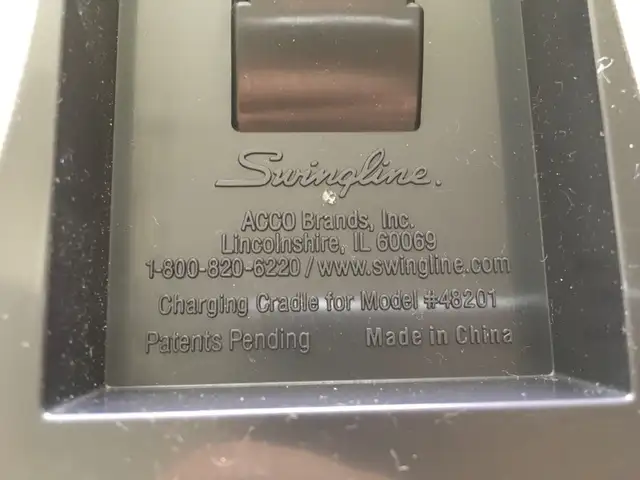 Swingline.
ACCO Brands, Inc.
Lincolnshire, IL 60069
1-800-820-6220 / www.swingline.com
Charging Cradle for Model #48201
Patents Pending Made in China